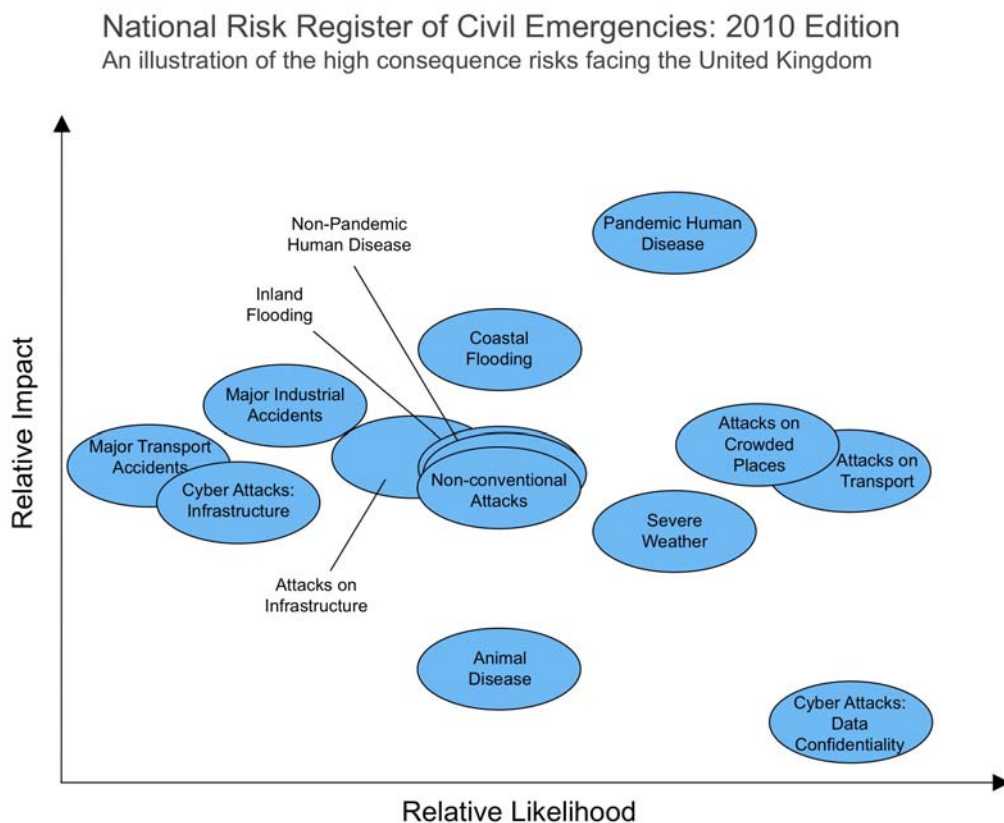 National Risk Register of Civil Emergencies: 2010 Edition
An illustration of the high consequence risks facing the United Kingdom
Relative Impact
Non-Pandemic
Human Disease
Pandemic Human
Disease
Inland
Flooding
Coastal
Flooding
Major Industrial
Accidents
Major Transport
Accidents
Cyber Attacks:
Infrastructure
Non-conventional
Attacks
Attacks on
Crowded
Places
Attacks on
Transport
Severe
Weather
Attacks on
Infrastructure
Animal
Disease
Cyber Attacks:
Data
Confidentiality
Relative Likelihood